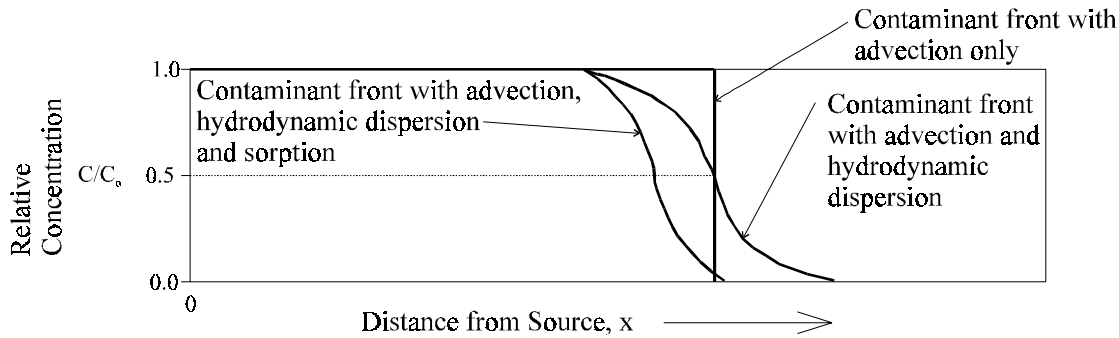 Contaminant front with
advection only
1.0
Contaminant front with advection,
hydrodynamic dispersion
and sorption
Contaminant front
with advection and
hydrodynamic
dispersion
Relative
Concentration
C/C₀
0.5
0.0
0
Distance from Source, x